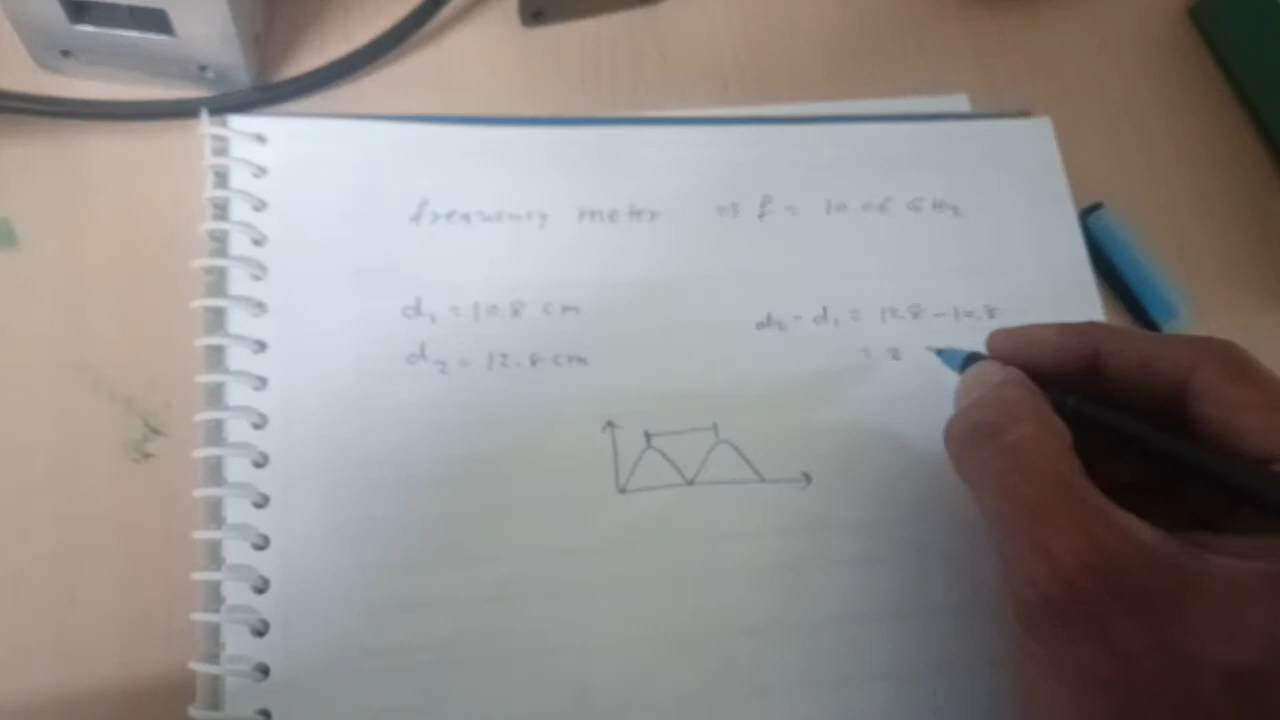 frequency meter => f = 10.06 GHz
d₁ = 10.8 cm
d₂ = 12.8 cm
d₂ - d₁ = 12.8 - 10.8
= 2